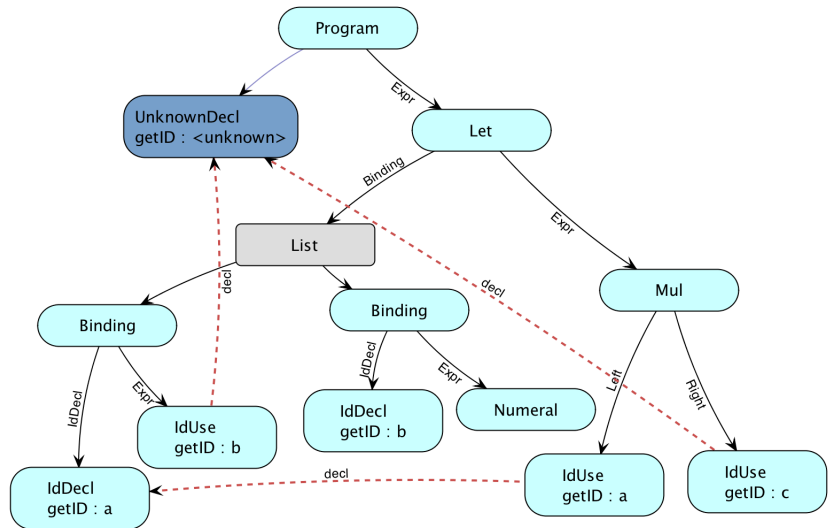 Program
Expr
UnknownDecl
getID : <unknown>
Let
Binding
Expr
List
decl
decl
Mul
Binding
Binding
IdDecl
Expr
IdDecl
Expr
Left
Right
IdUse
getID : b
IdDecl
getID : b
Numeral
IdDecl
getID : a
decl
IdUse
getID : a
IdUse
getID : c